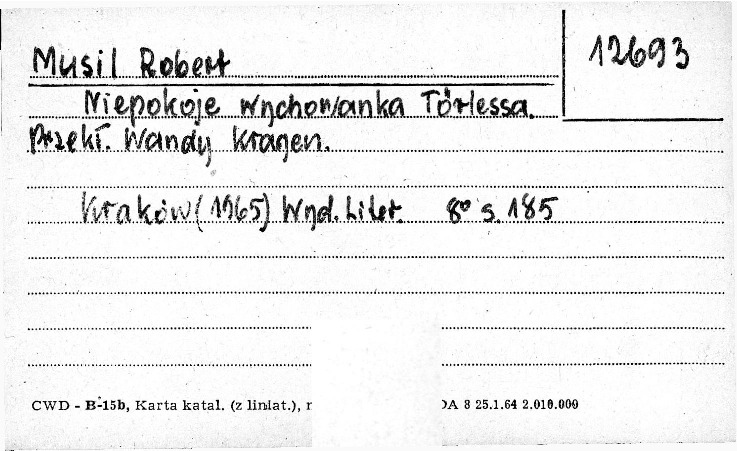 12693
Musil Robert
Niepokoje wychowanka Törlessa.
Przekł. Wandy Kragen.
Kraków (1965) Wyd. Liter. 8° s. 185
CWD - B-15b, Karta katal. (z liniat.), DA 8 25.1.64 2.010.000